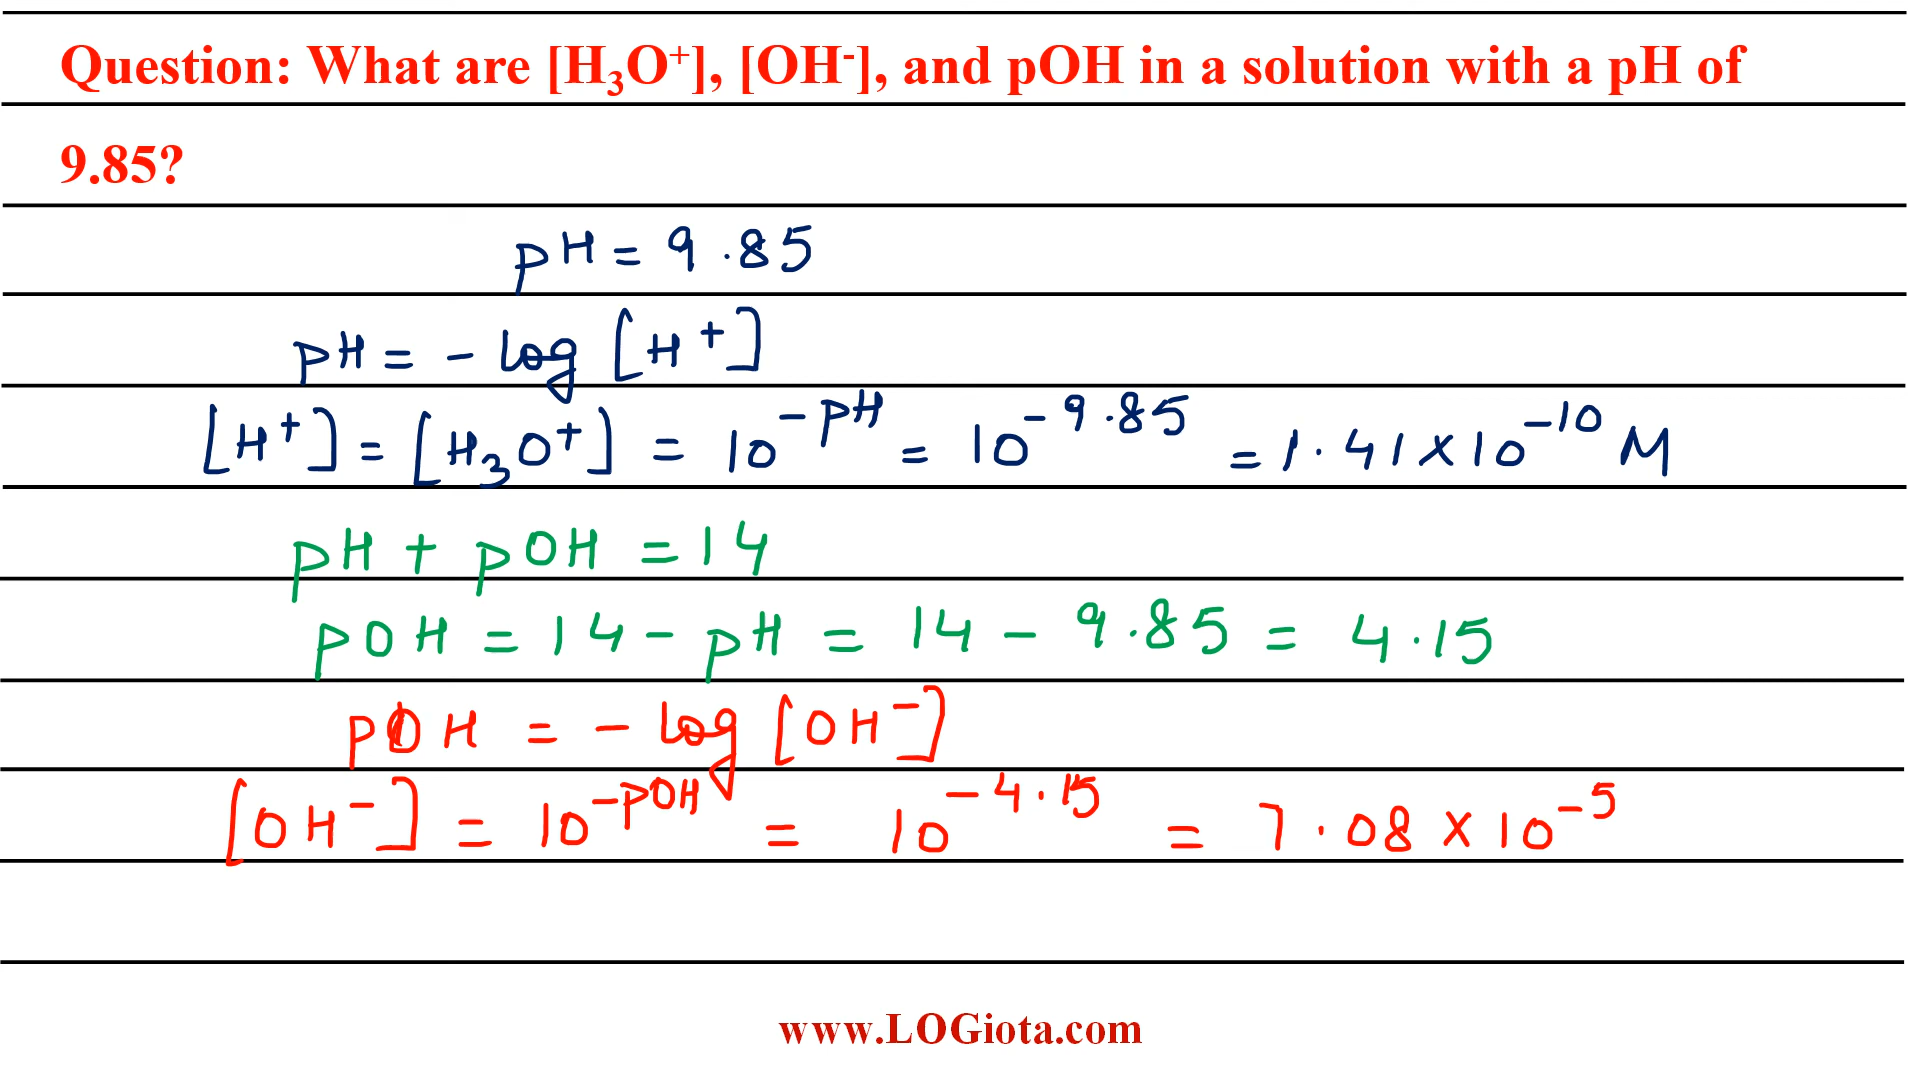 Question: What are [H₃O⁺], [OH⁻], and pOH in a solution with a pH of
9.85?
pH = 9.85
pH = - log [H⁺]
[H⁺] = [H₃O⁺] = 10^-pH = 10^-9.85 = 1.41 × 10^-10 M
pH + pOH = 14
pOH = 14 - pH = 14 - 9.85 = 4.15
pOH = - log [OH⁻]
[OH⁻] = 10^-pOH = 10^-4.15 = 7.08 × 10^-5
www.LOGiota.com